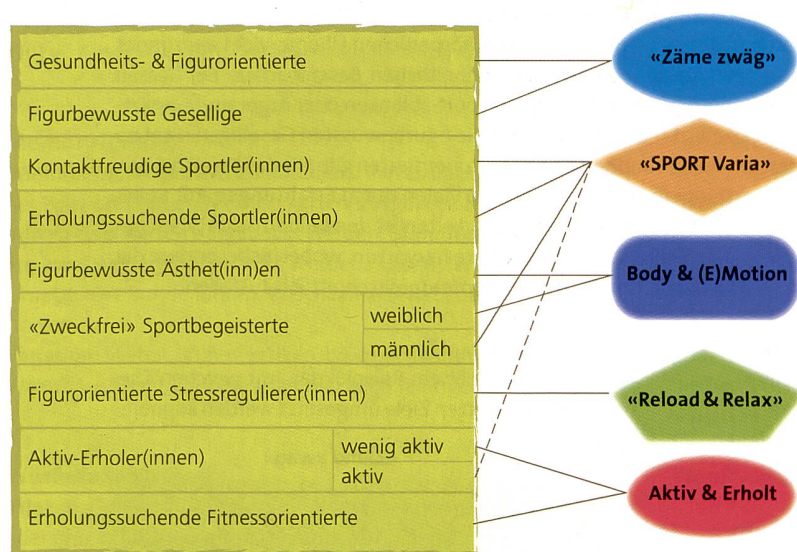 Gesundheits- & Figurorientierte
Figurbewusste Gesellige
Kontaktfreudige Sportler(innen)
Erholungssuchende Sportler(innen)
Figurbewusste Ästhet(inn)en
«Zweckfrei» Sportbegeisterte
weiblich
männlich
Figurorientierte Stressregulierer(innen)
Aktiv-Erholer(innen)
wenig aktiv
aktiv
Erholungssuchende Fitnessorientierte
«Zäme zwäg»
«SPORT Varia»
Body & (E)Motion
«Reload & Relax»
Aktiv & Erholt